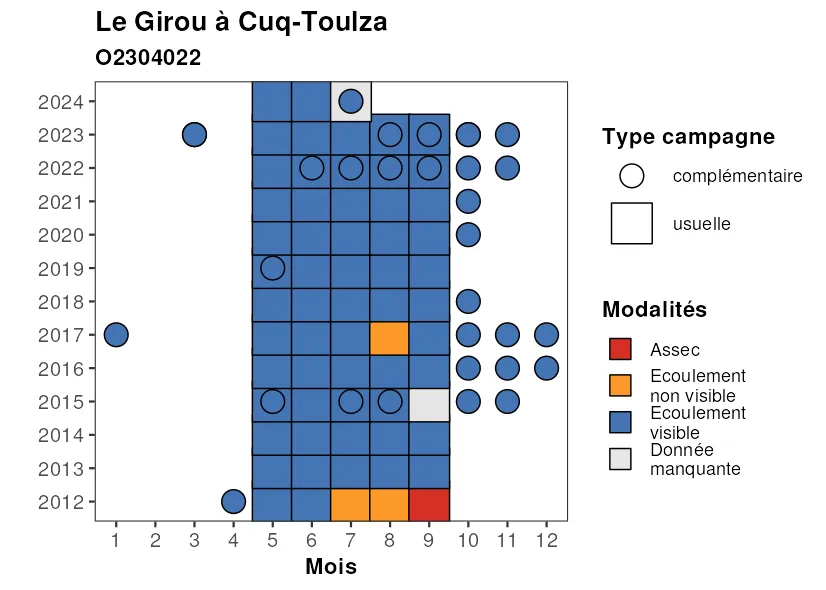 Le Girou à Cuq-Toulza
O2304022
2024
2023
2022
2021
2020
2019
2018
2017
2016
2015
2014
2013
2012
1 2 3 4 5 6 7 8 9 10 11 12
Mois
Type campagne
complémentaire
usuelle
Modalités
Assec
Ecoulement
non visible
Ecoulement
visible
Donnée
manquante